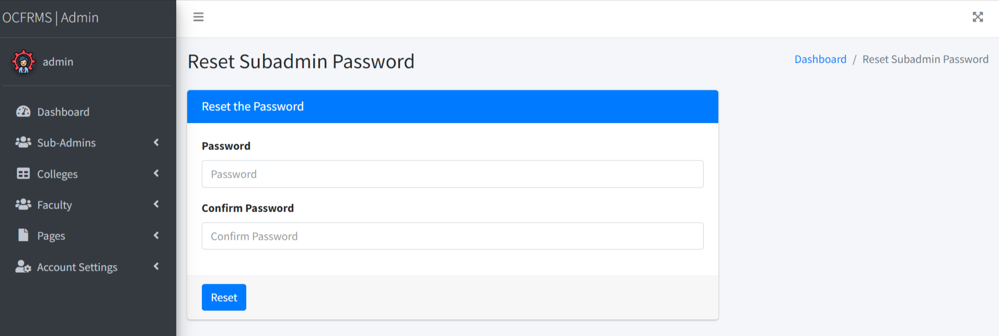 OCFRMS | Admin
admin
Dashboard
Sub-Admins
Colleges
Faculty
Pages
Account Settings
Reset Subadmin Password
Dashboard / Reset Subadmin Password
Reset the Password
Password
Password
Confirm Password
Confirm Password
Reset